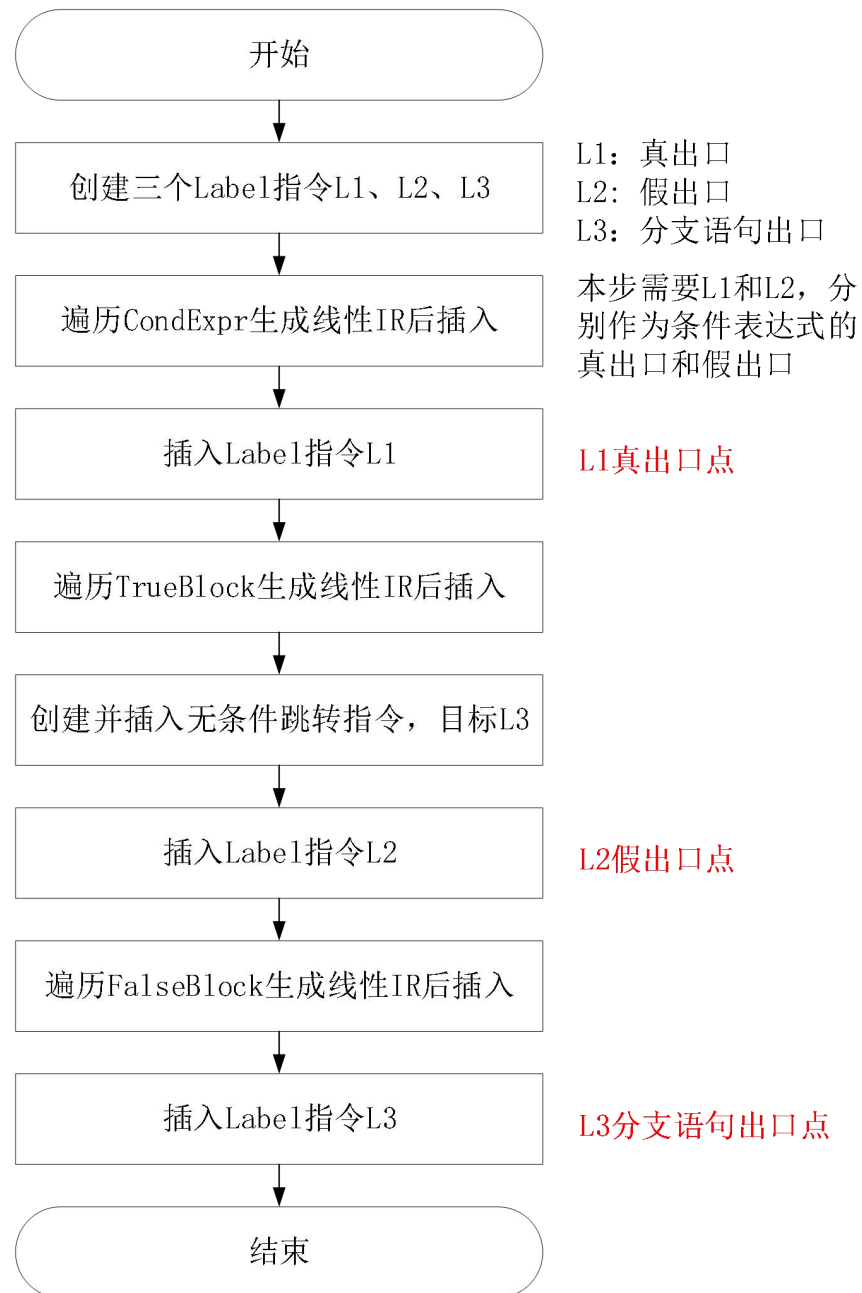 开始
创建三个Label指令L1、L2、L3
L1：真出口
L2: 假出口
L3：分支语句出口
遍历CondExpr生成线性IR后插入
本步需要L1和L2，分
别作为条件表达式的
真出口和假出口
插入Label指令L1
L1真出口点
遍历TrueBlock生成线性IR后插入
创建并插入无条件跳转指令，目标L3
插入Label指令L2
L2假出口点
遍历FalseBlock生成线性IR后插入
插入Label指令L3
L3分支语句出口点
结束